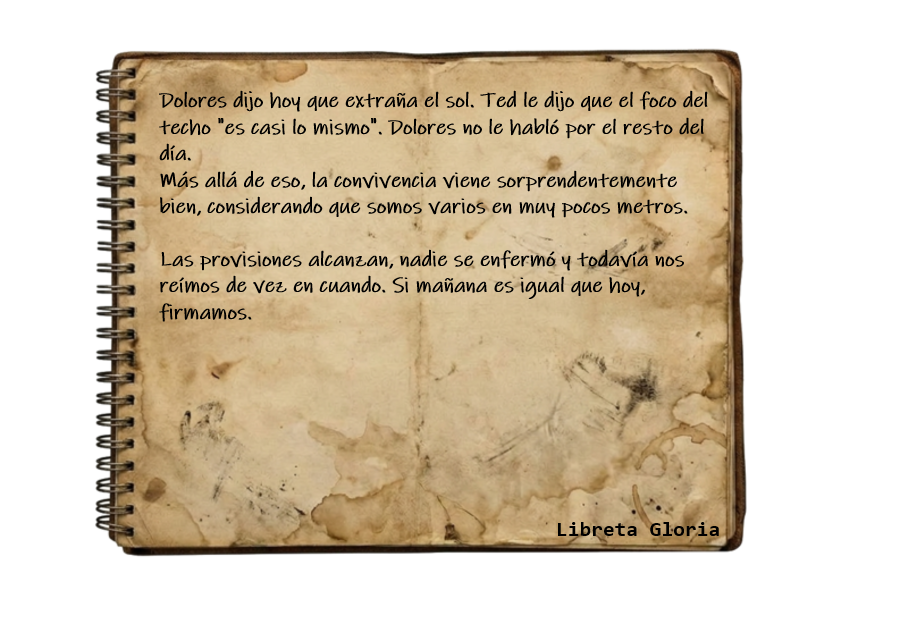 Dolores dijo hoy que extraña el sol. Ted le dijo que el foco del
techo "es casi lo mismo". Dolores no le habló por el resto del
día.
Más allá de eso, la convivencia viene sorprendentemente
bien, considerando que somos varios en muy pocos metros.
Las provisiones alcanzan, nadie se enfermó y todavía nos
reímos de vez en cuando. Si mañana es igual que hoy,
firmamos.
Libreta Gloria